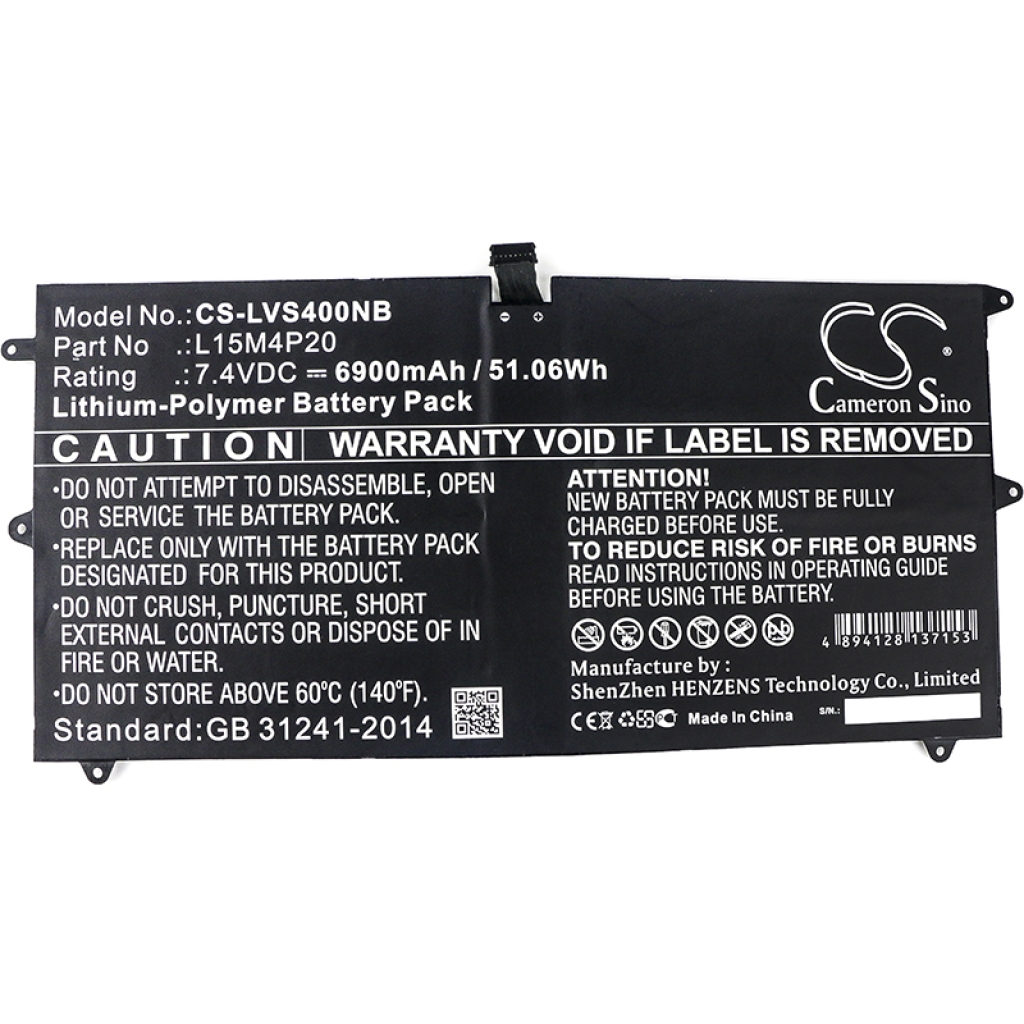 Model No.:CS-LVS400NB
Part No .:L15M4P20
Rating .:7.4VDC ⎓ 6900mAh / 51.06Wh
Lithium-Polymer Battery Pack
CS
®
Cameron Sino
CAUTION WARRANTY VOID IF LABEL IS REMOVED
·DO NOT ATTEMPT TO DISASSEMBLE, OPEN
OR SERVICE THE BATTERY PACK.
·REPLACE ONLY WITH THE BATTERY PACK
DESIGNATED FOR THIS PRODUCT.
·DO NOT CRUSH, PUNCTURE, SHORT
EXTERNAL CONTACTS OR DISPOSE OF IN
FIRE OR WATER.
·DO NOT STORE ABOVE 60°C (140°F).
Standard:GB 31241-2014
ATTENTION!
NEW BATTERY PACK MUST BE FULLY
CHARGED BEFORE USE.
TO REDUCE RISK OF FIRE OR BURNS
READ INSTRUCTIONS IN OPERATING GUIDE
BEFORE USING THE BATTERY.
Pb
4 894128 137153
Manufacture by :
ShenZhen HENZENS Technology Co., Limited
CE Made In China S/N.: